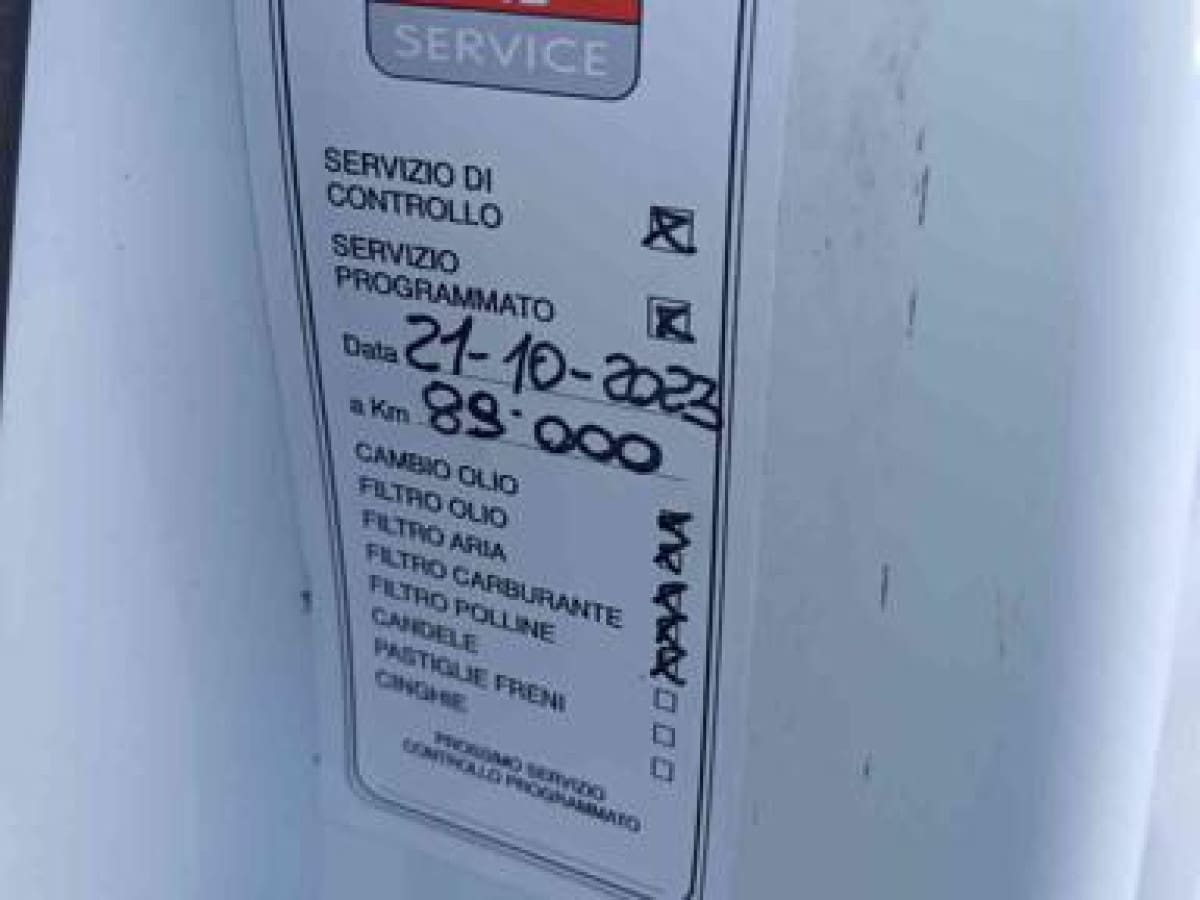 SERVICE
SERVIZIO DI
CONTROLLO
SERVIZIO
PROGRAMMATO
Data 21-10-2023
a Km 89.000
CAMBIO OLIO
FILTRO OLIO
FILTRO ARIA
FILTRO CARBURANTE
FILTRO POLLINE
CANDELE
PASTIGLIE FRENI
CINGHIE
PROSSIMO SERVIZIO
CONTROLLO PROGRAMMATO